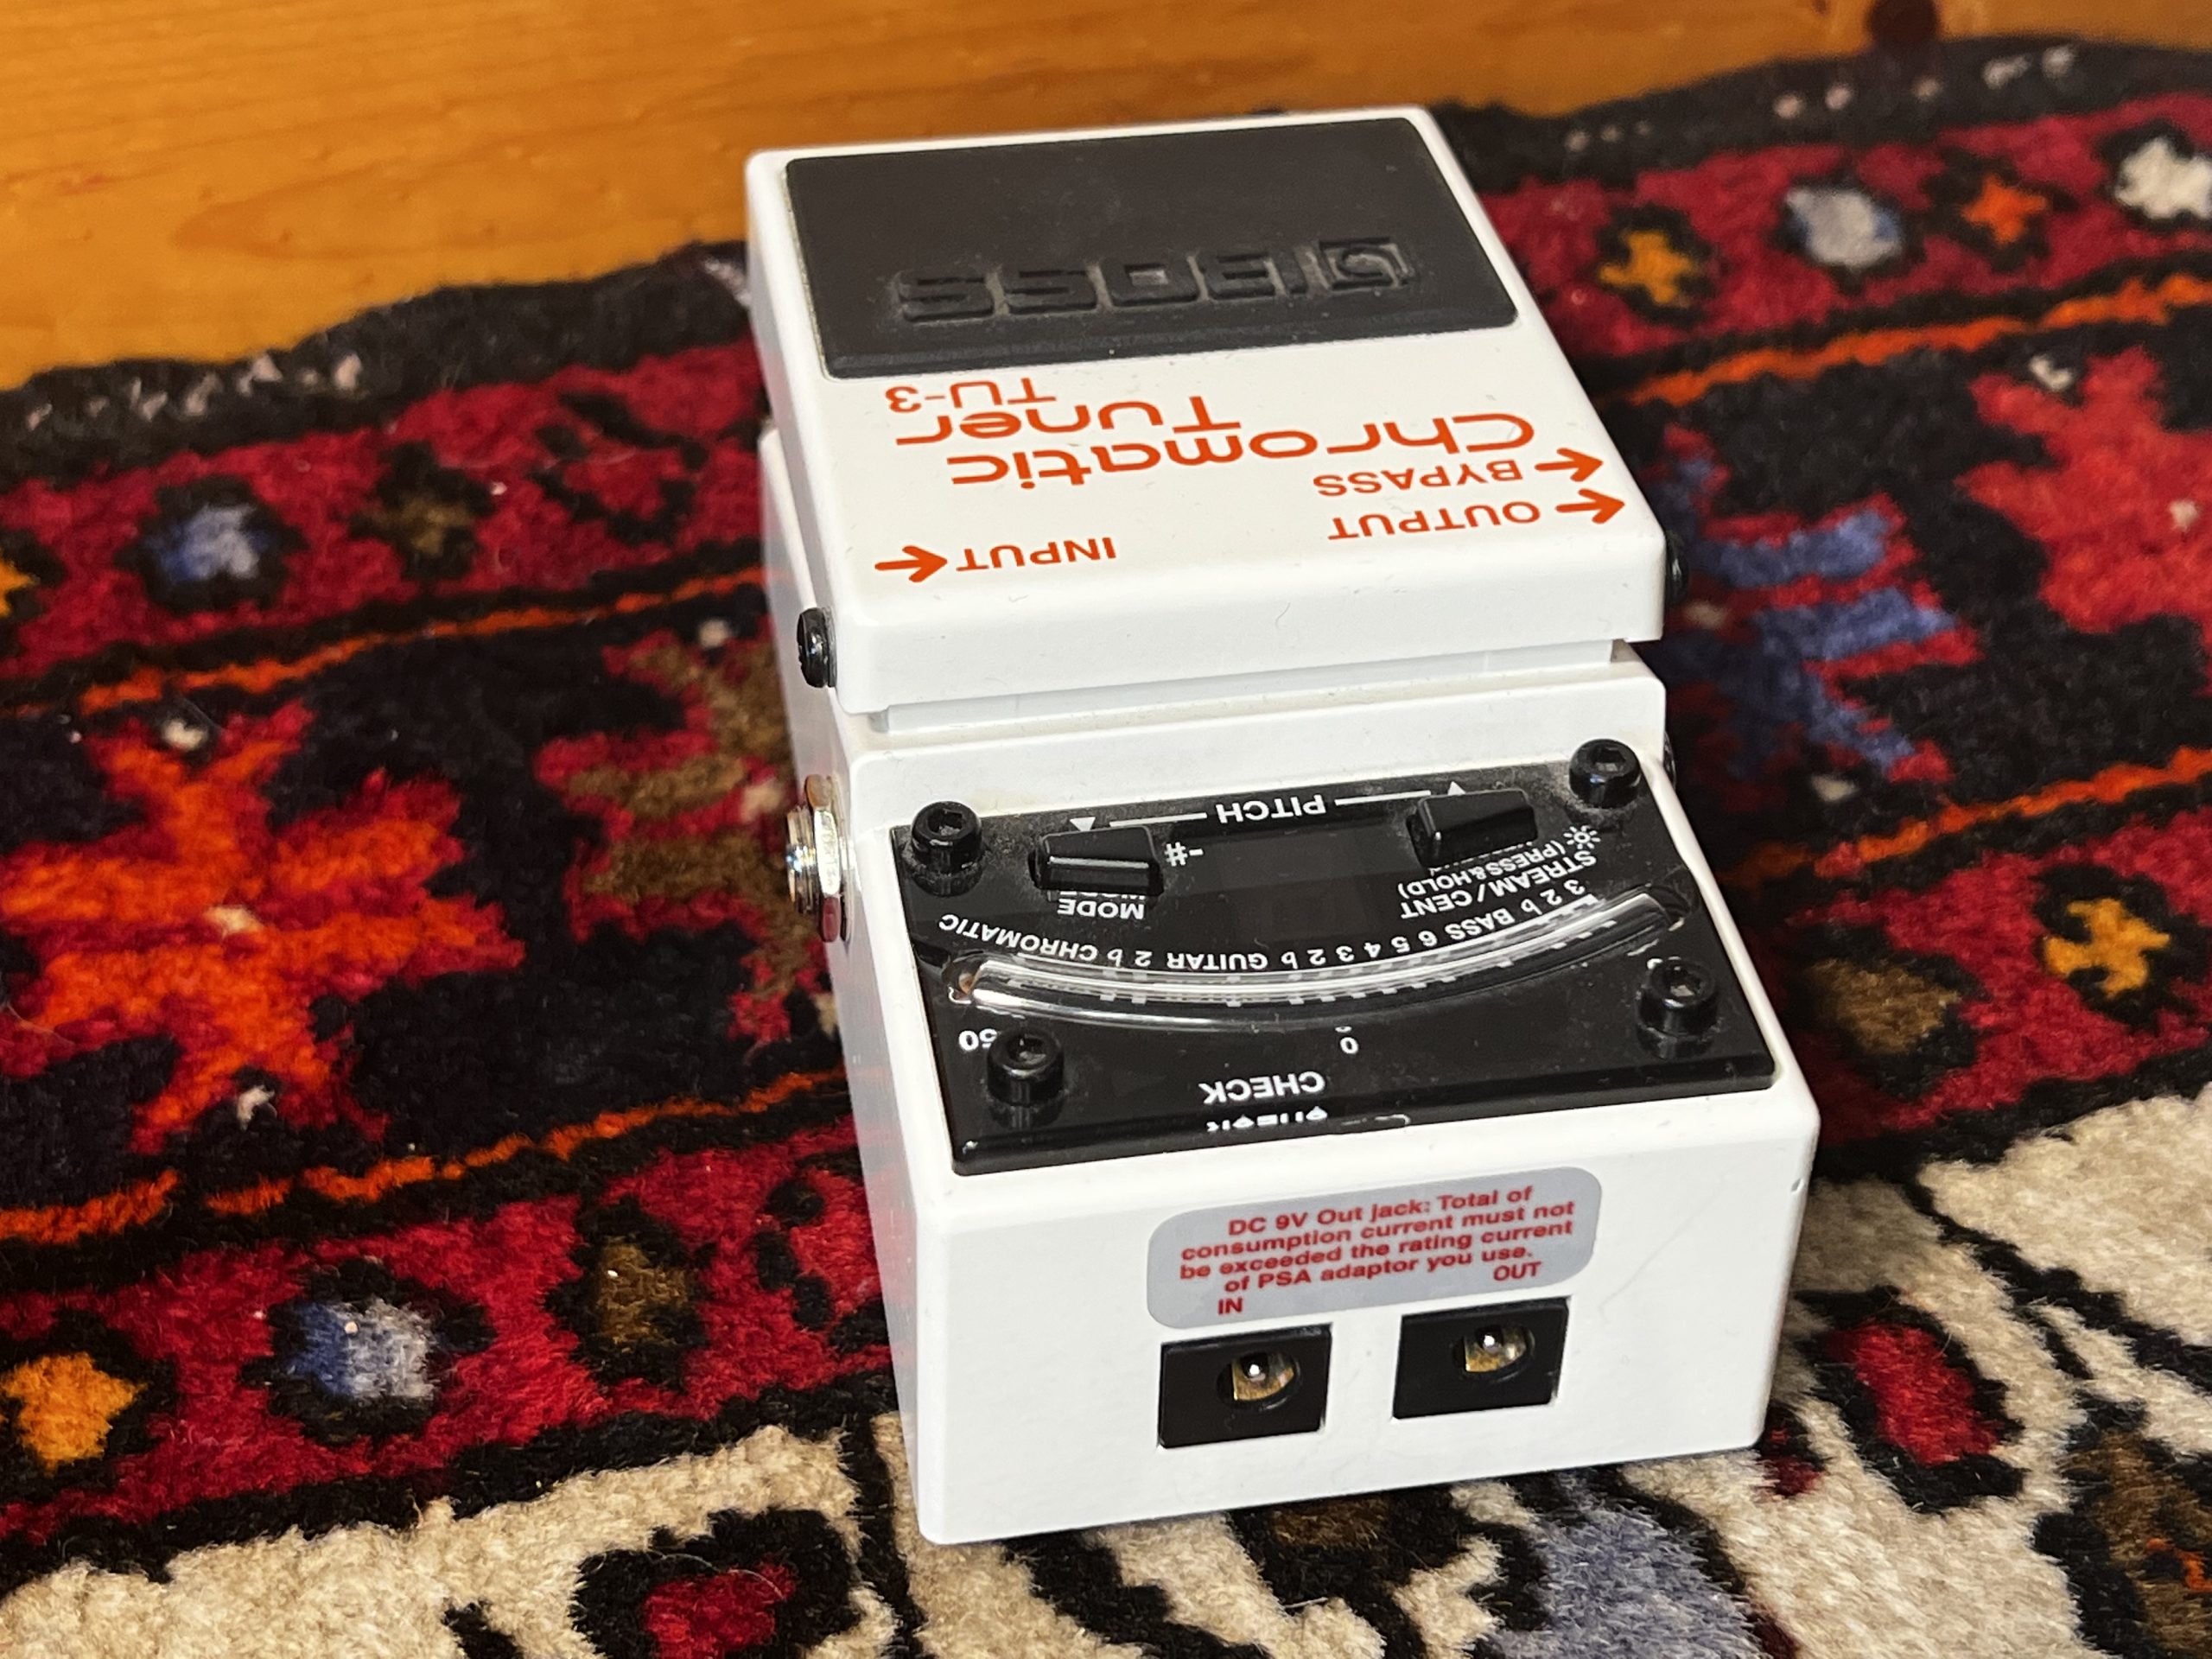 BOSS
Chromatic
Tuner
TU-3
BYPASS
OUTPUT
INPUT
PITCH
-#
MODE
STREAM/CENT
(PRESS&HOLD)
CHROMATIC 2 b GUITAR 2 b 3 4 5 6 BASS b 2 3
50
0
CHECK
DC 9V Out jack: Total of
consumption current must not
be exceeded the rating current
of PSA adaptor you use.
IN
OUT